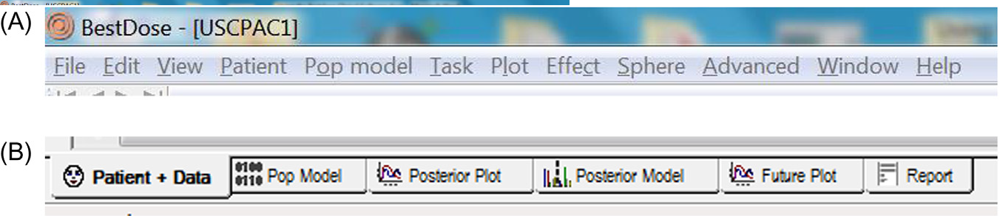 (A)
BestDose - [USCPAC1]
File Edit View Patient Pop model Task Plot Effect Sphere Advanced Window Help
(B)
Patient + Data 0100 0110 Pop Model Posterior Plot Posterior Model Future Plot Report